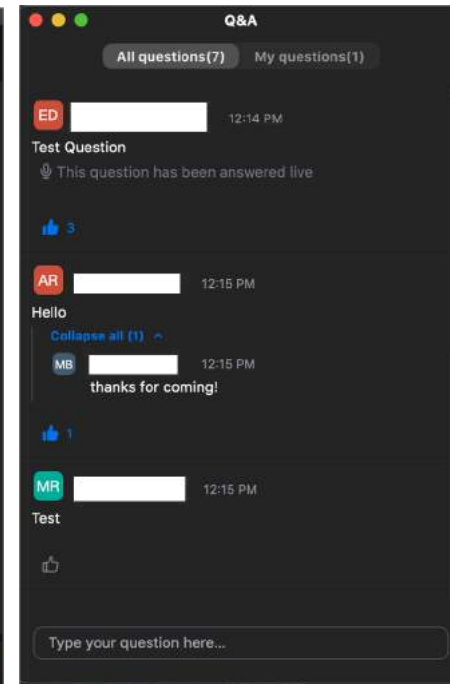 Q&A
All questions(7) My questions(1)
ED 12:14 PM
Test Question
This question has been answered live
3
AR 12:15 PM
Hello
Collapse all (1)
MB 12:15 PM
thanks for coming!
1
MR 12:15 PM
Test
Type your question here...